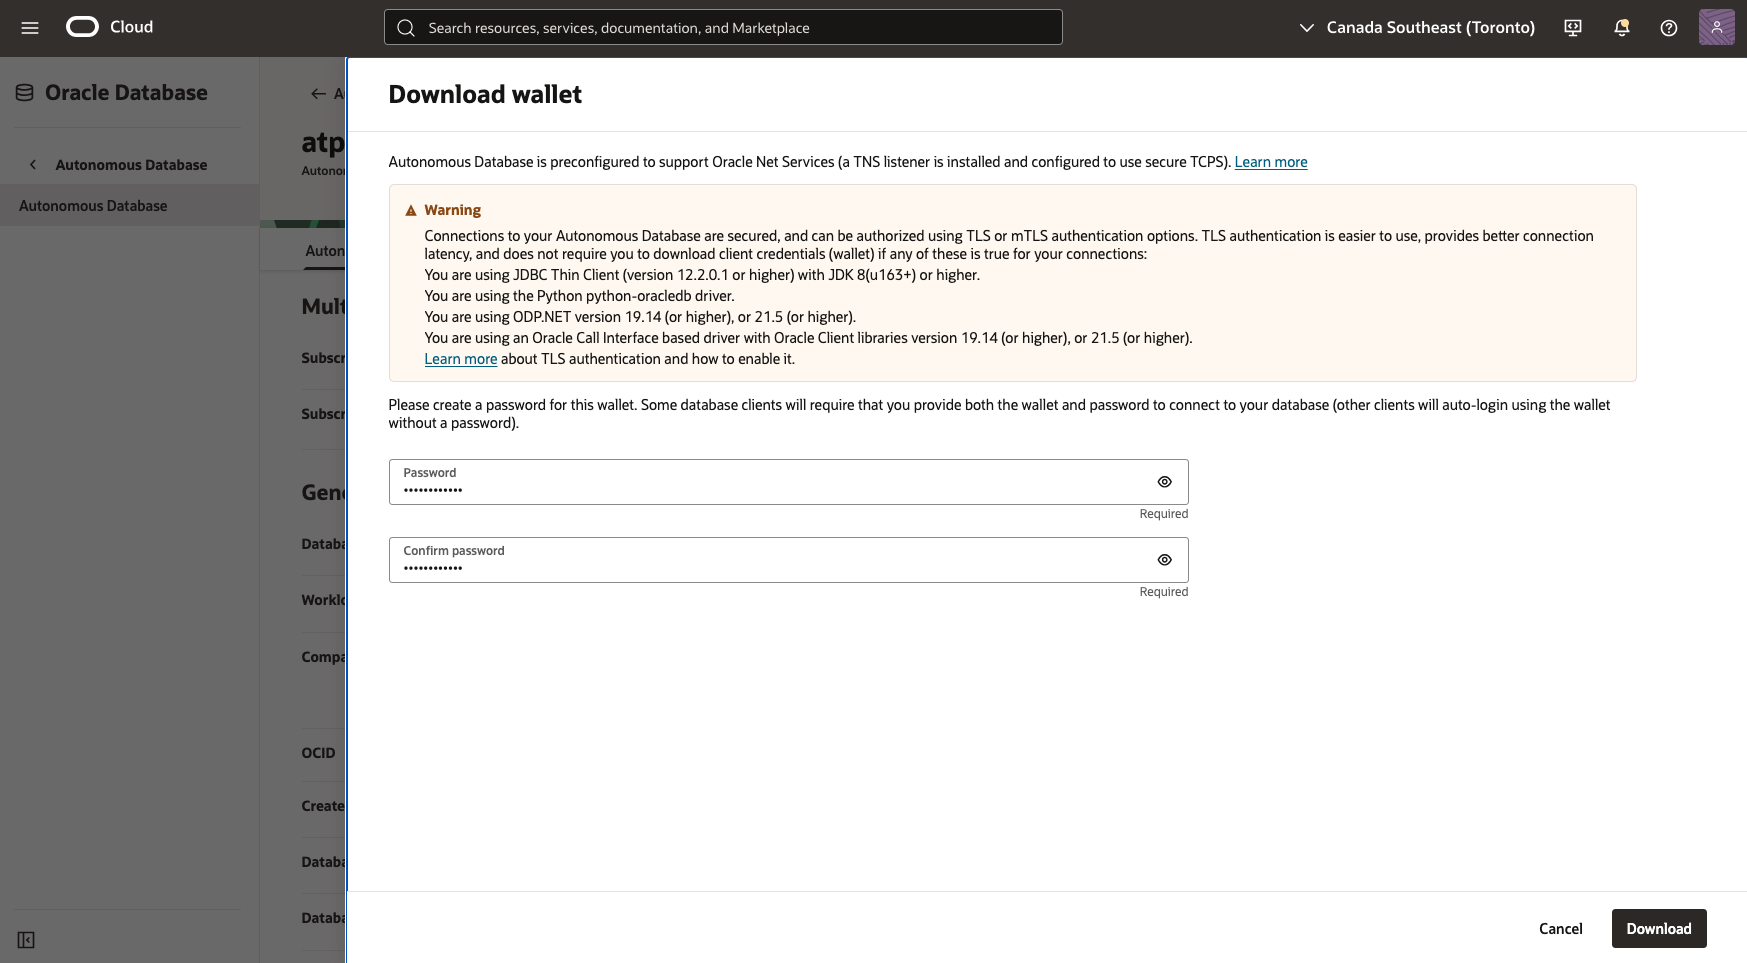 Cloud
Search resources, services, documentation, and Marketplace
Canada Southeast (Toronto)
Oracle Database
Autonomous Database
Autonomous Database
A
atp
Autonom
Auton
Mult
Subscr
Subscr
Gene
Databa
Worklo
Compa
OCID
Create
Databa
Databa
Download wallet
Autonomous Database is preconfigured to support Oracle Net Services (a TNS listener is installed and configured to use secure TCPS). Learn more
Warning
Connections to your Autonomous Database are secured, and can be authorized using TLS or mTLS authentication options. TLS authentication is easier to use, provides better connection
latency, and does not require you to download client credentials (wallet) if any of these is true for your connections:
You are using JDBC Thin Client (version 12.2.0.1 or higher) with JDK 8(u163+) or higher.
You are using the Python python-oracledb driver.
You are using ODP.NET version 19.14 (or higher), or 21.5 (or higher).
You are using an Oracle Call Interface based driver with Oracle Client libraries version 19.14 (or higher), or 21.5 (or higher).
Learn more about TLS authentication and how to enable it.
Please create a password for this wallet. Some database clients will require that you provide both the wallet and password to connect to your database (other clients will auto-login using the wallet
without a password).
Password
••••••••••••
Required
Confirm password
••••••••••••
Required
Cancel
Download